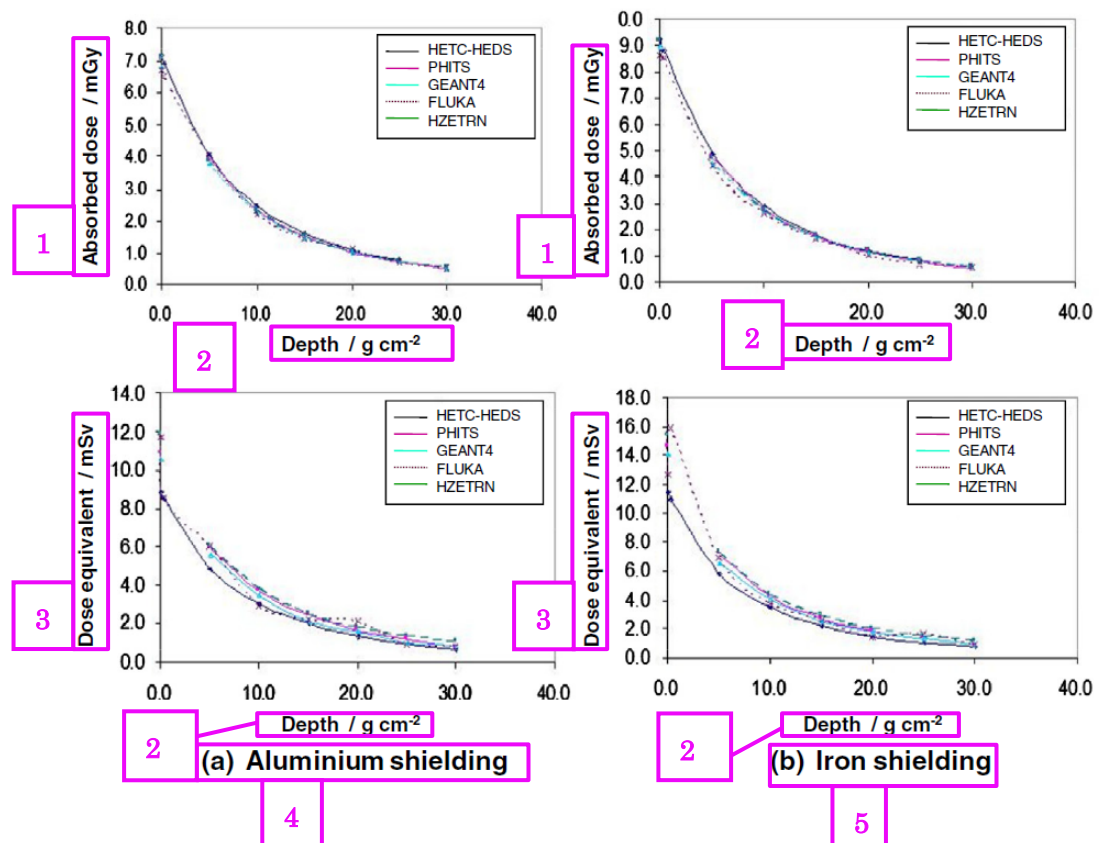 8.0
7.0
6.0
5.0
4.0
3.0
2.0
1.0
0.0
Absorbed dose / mGy
1
HETC-HEDS
PHITS
GEANT4
FLUKA
HZETRN
0.0 10.0 20.0 30.0 40.0
2
Depth / g cm-2
0.0
9.0
8.0
7.0
6.0
5.0
4.0
3.0
2.0
1.0
0.0
Absorbed dose / mGy
1
HETC-HEDS
PHITS
GEANT4
FLUKA
HZETRN
0.0 10.0 20.0 30.0 40.0
2
Depth / g cm-2
14.0
12.0
10.0
8.0
6.0
4.0
2.0
0.0
Dose equivalent / mSv
3
HETC-HEDS
PHITS
GEANT4
FLUKA
HZETRN
0.0 10.0 20.0 30.0 40.0
Depth / g cm-2
2
(a) Aluminium shielding
4
18.0
16.0
14.0
12.0
10.0
8.0
6.0
4.0
2.0
0.0
Dose equivalent / mSv
3
HETC-HEDS
PHITS
GEANT4
FLUKA
HZETRN
0.0 10.0 20.0 30.0 40.0
Depth / g cm-2
2
(b) Iron shielding
5